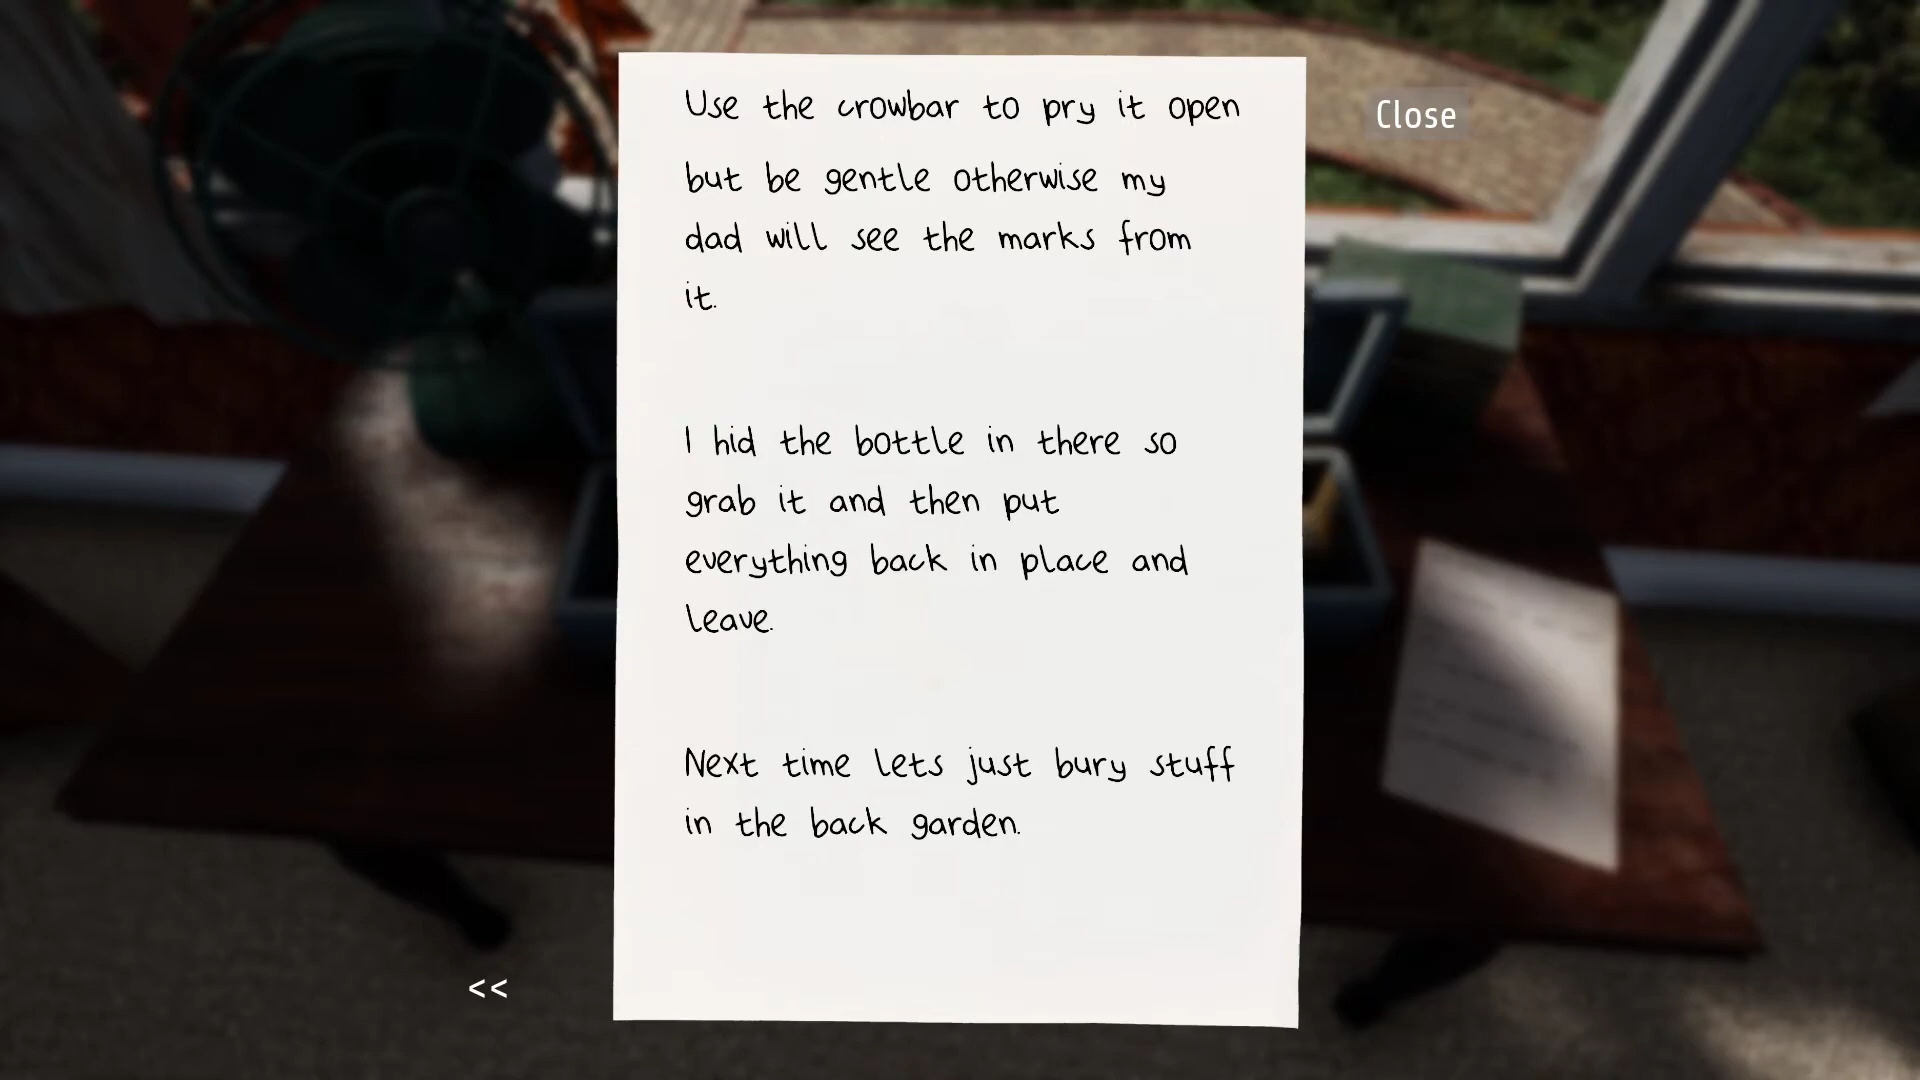 Use the crowbar to pry it open
but be gentle otherwise my
dad will see the marks from
it.
I hid the bottle in there so
grab it and then put
everything back in place and
leave.
Next time lets just bury stuff
in the back garden.
Close
<<